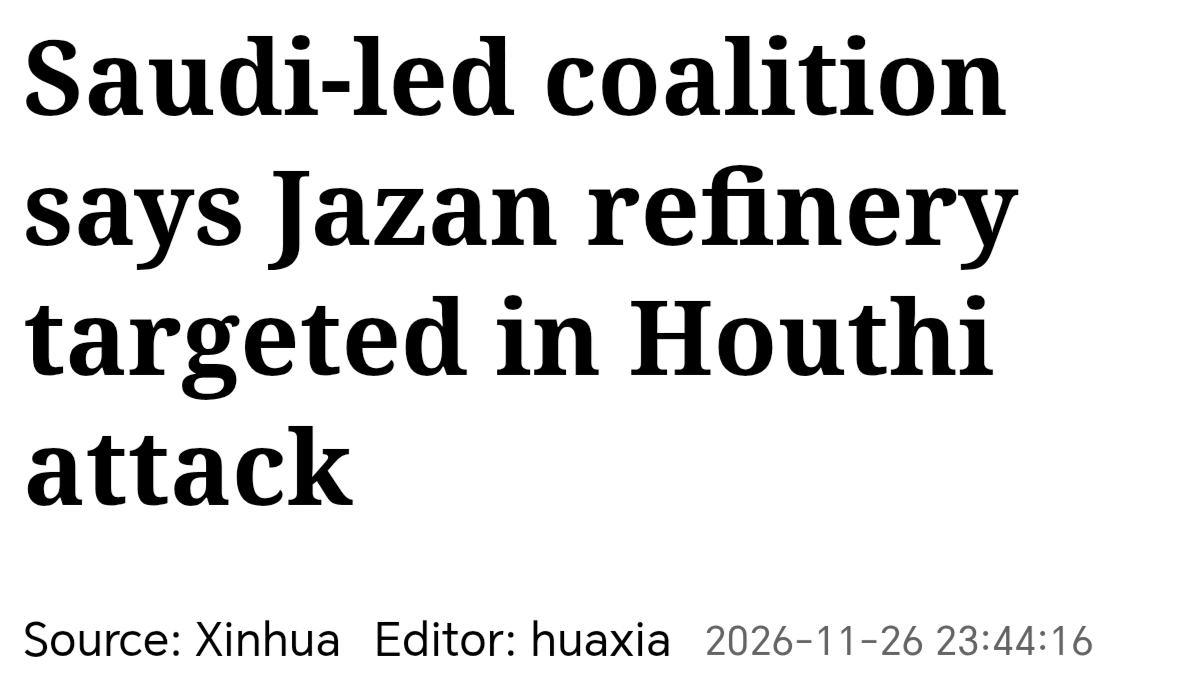 Saudi-led coalition
says Jazan refinery
targeted in Houthi
attack
Source: Xinhua Editor: huaxia 2026-11-26 23:44:16